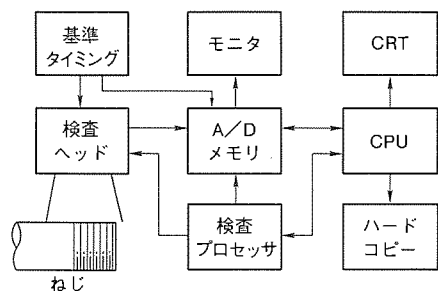 基準
タイミング
モニタ
CRT
検査
ヘッド
A/D
メモリ
CPU
検査
プロセッサ
ハード
コピー
ねじ